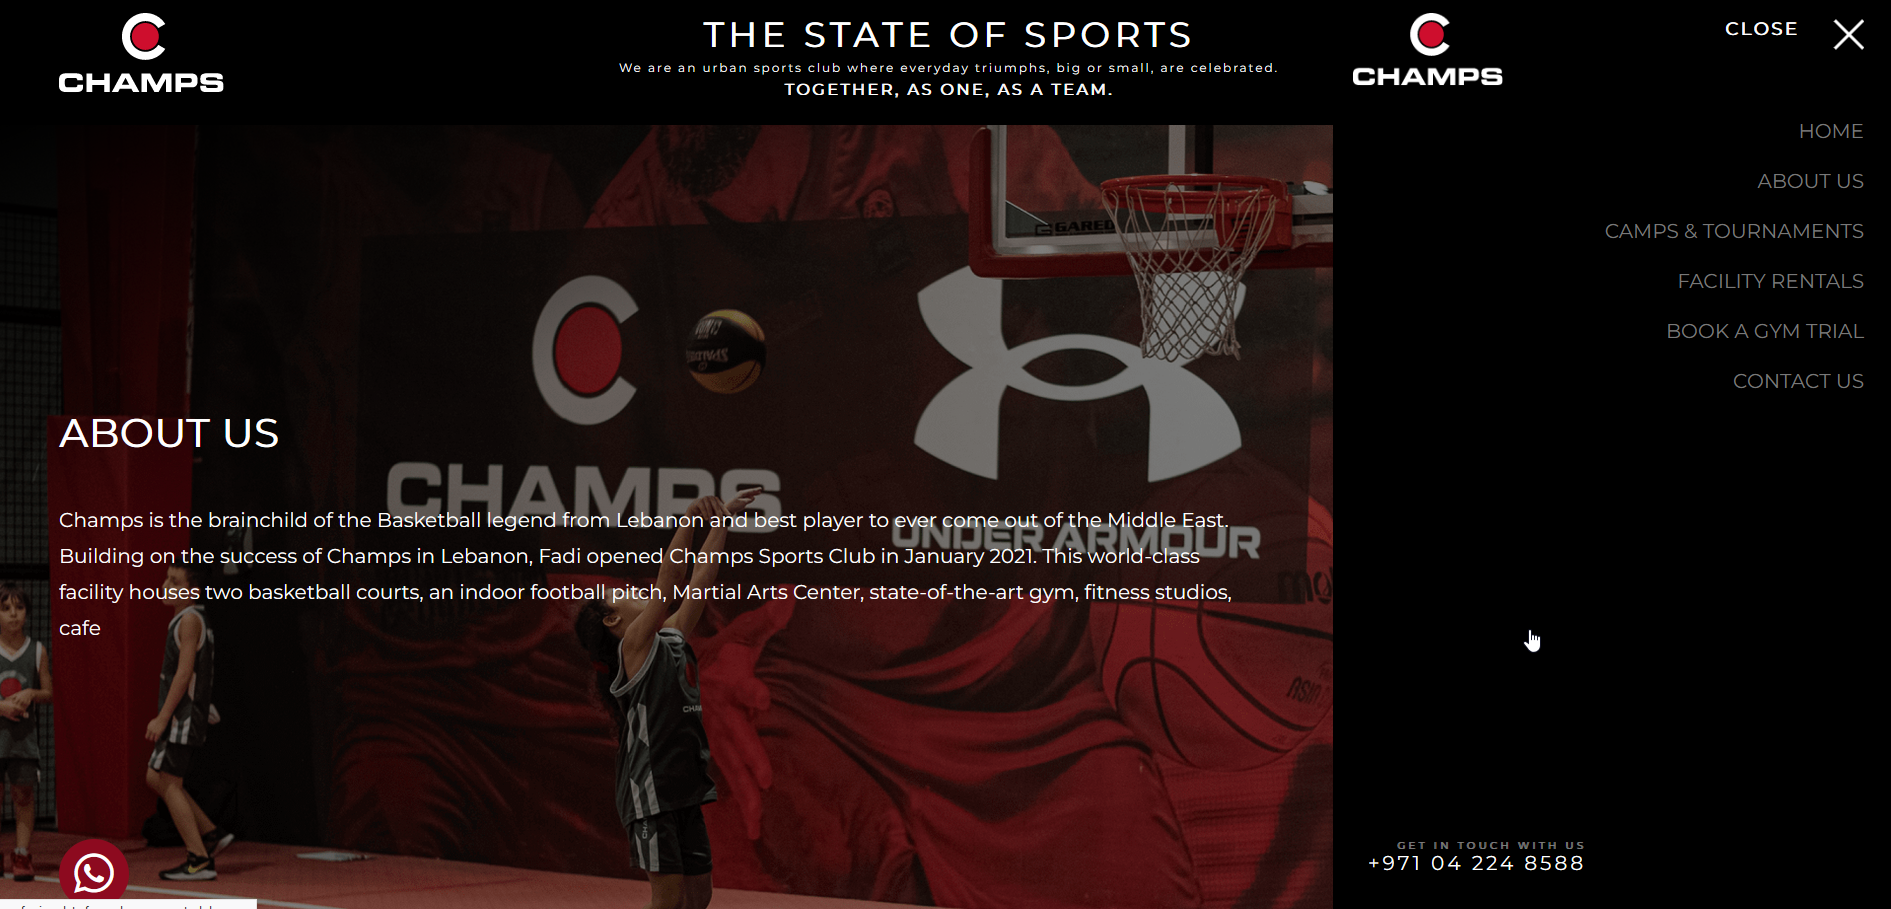 CHAMPS
THE STATE OF SPORTS
We are an urban sports club where everyday triumphs, big or small, are celebrated.
TOGETHER, AS ONE, AS A TEAM.
CHAMPS
CLOSE
HOME
ABOUT US
CAMPS & TOURNAMENTS
FACILITY RENTALS
BOOK A GYM TRIAL
CONTACT US
GARED
CHAMPS
UNDER ARMOUR
ABOUT US
Champs is the brainchild of the Basketball legend from Lebanon and best player to ever come out of the Middle East.
Building on the success of Champs in Lebanon, Fadi opened Champs Sports Club in January 2021. This world-class
facility houses two basketball courts, an indoor football pitch, Martial Arts Center, state-of-the-art gym, fitness studios,
cafe
GET IN TOUCH WITH US
+971 04 224 8588